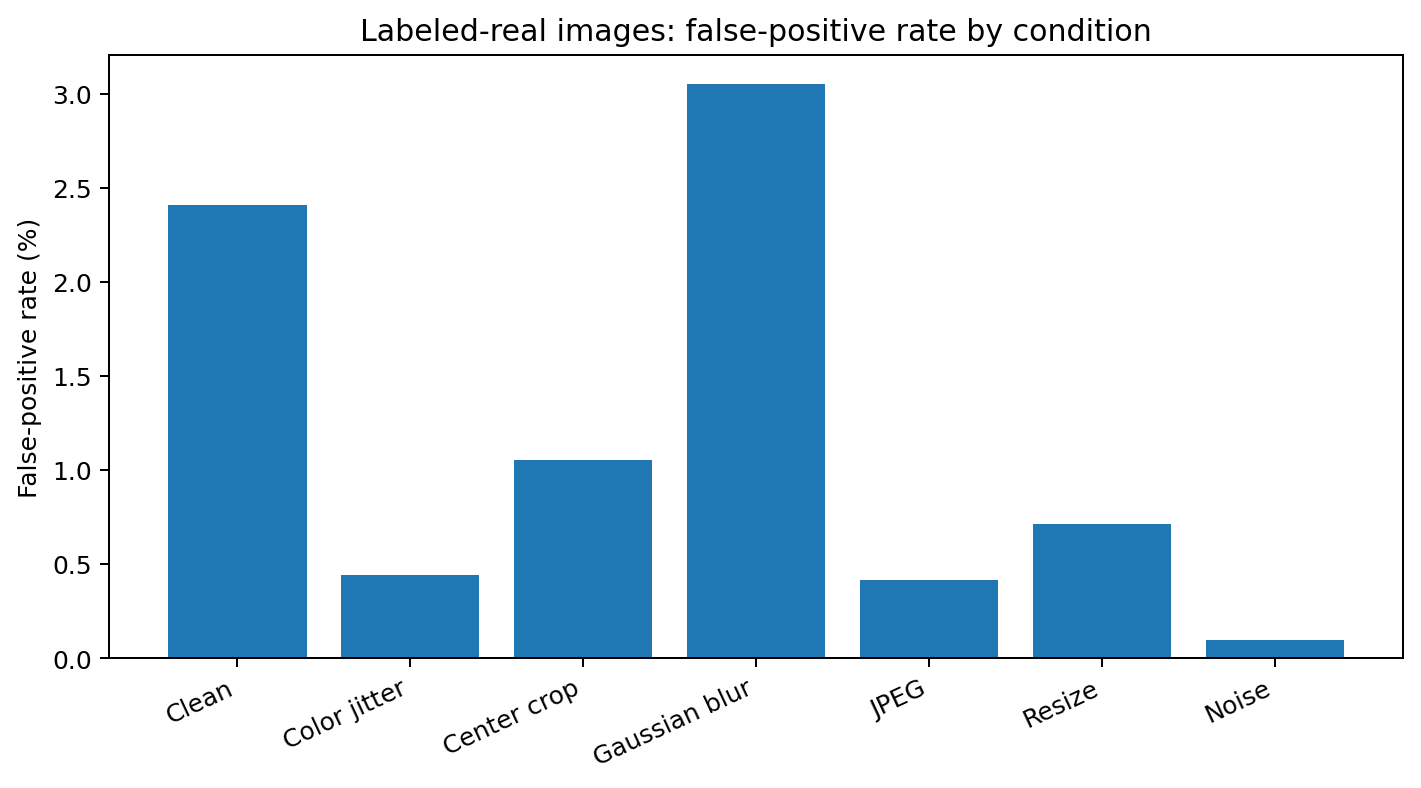 Labeled-real images: false-positive rate by condition
False-positive rate (%)
3.0
2.5
2.0
1.5
1.0
0.5
0.0
Clean
Color jitter
Center crop
Gaussian blur
JPEG
Resize
Noise